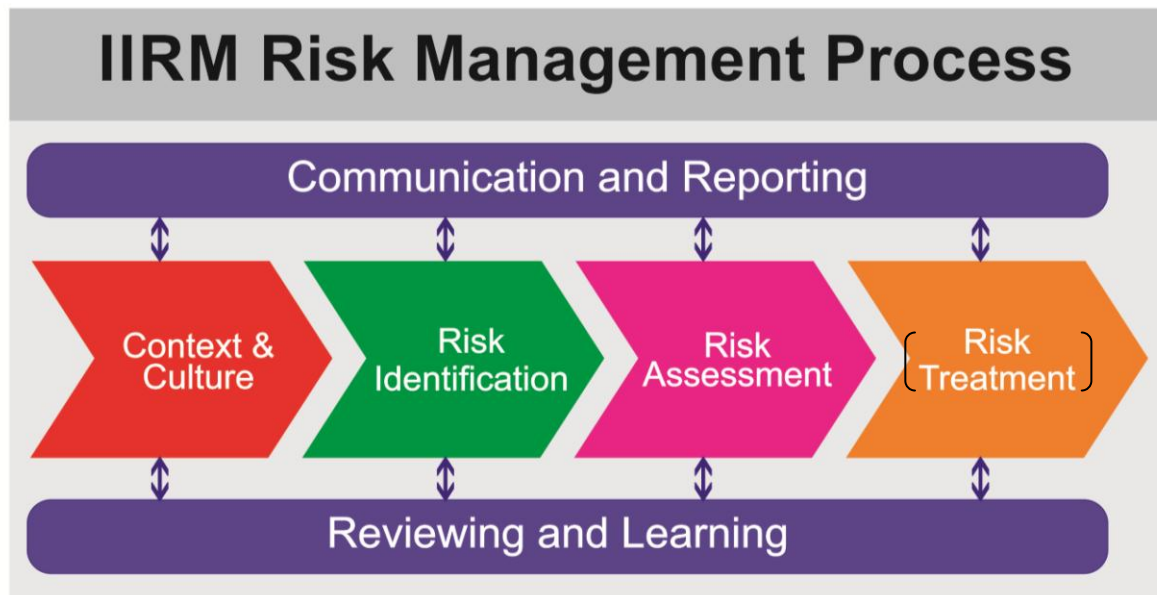 IIRM Risk Management Process
Communication and Reporting
Context &
Culture
Risk
Identification
Risk
Assessment
Risk
Treatment
Reviewing and Learning